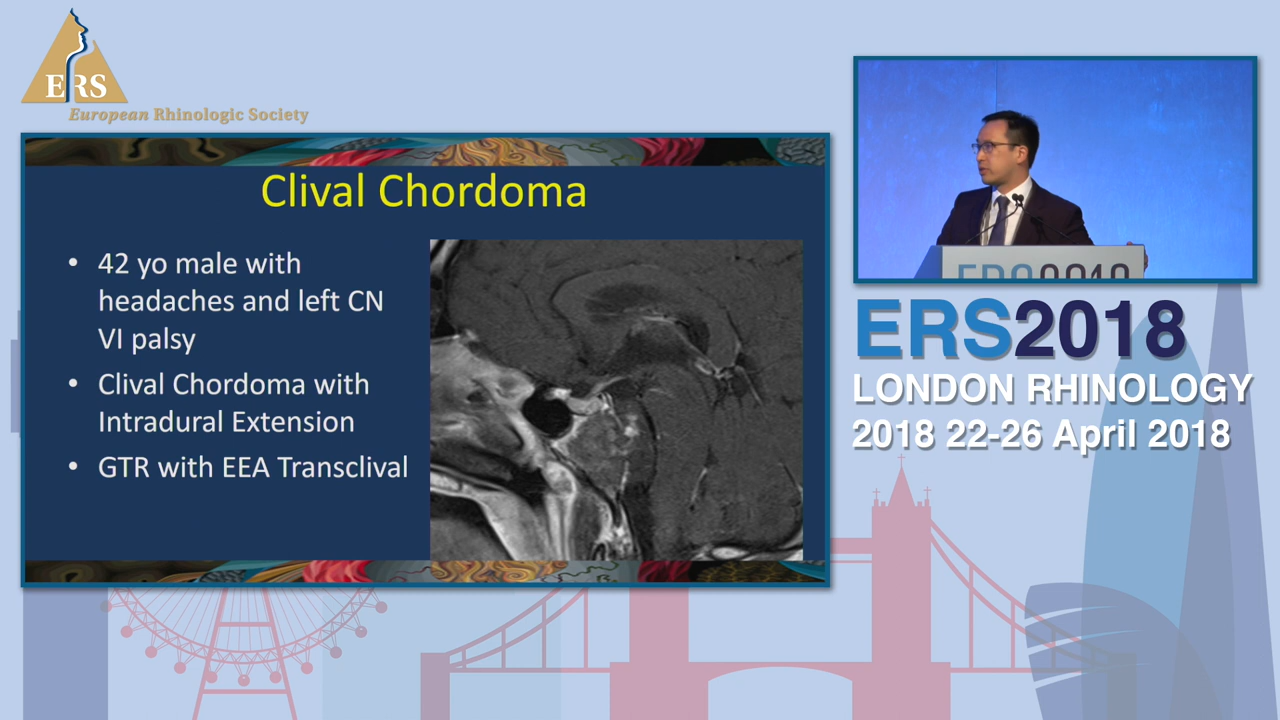 ERS
European Rhinologic Society
Clival Chordoma
• 42 yo male with
headaches and left CN
VI palsy
• Clival Chordoma with
Intradural Extension
• GTR with EEA Transclival
ERS2018
ERS2018
LONDON RHINOLOGY
2018 22-26 April 2018